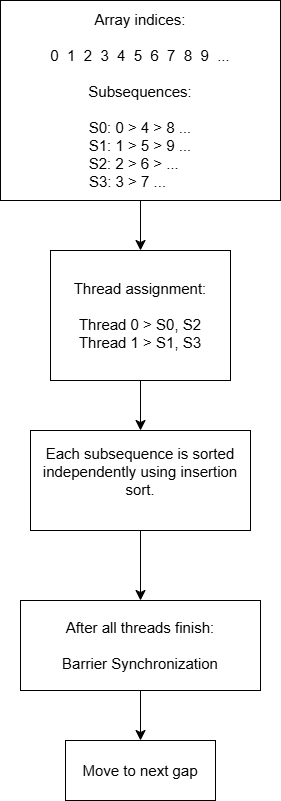 Array indices:
0 1 2 3 4 5 6 7 8 9 ...
Subsequences:
S0: 0 > 4 > 8 ...
S1: 1 > 5 > 9 ...
S2: 2 > 6 > ...
S3: 3 > 7 ...
Thread assignment:
Thread 0 > S0, S2
Thread 1 > S1, S3
Each subsequence is sorted
independently using insertion
sort.
After all threads finish:
Barrier Synchronization
Move to next gap